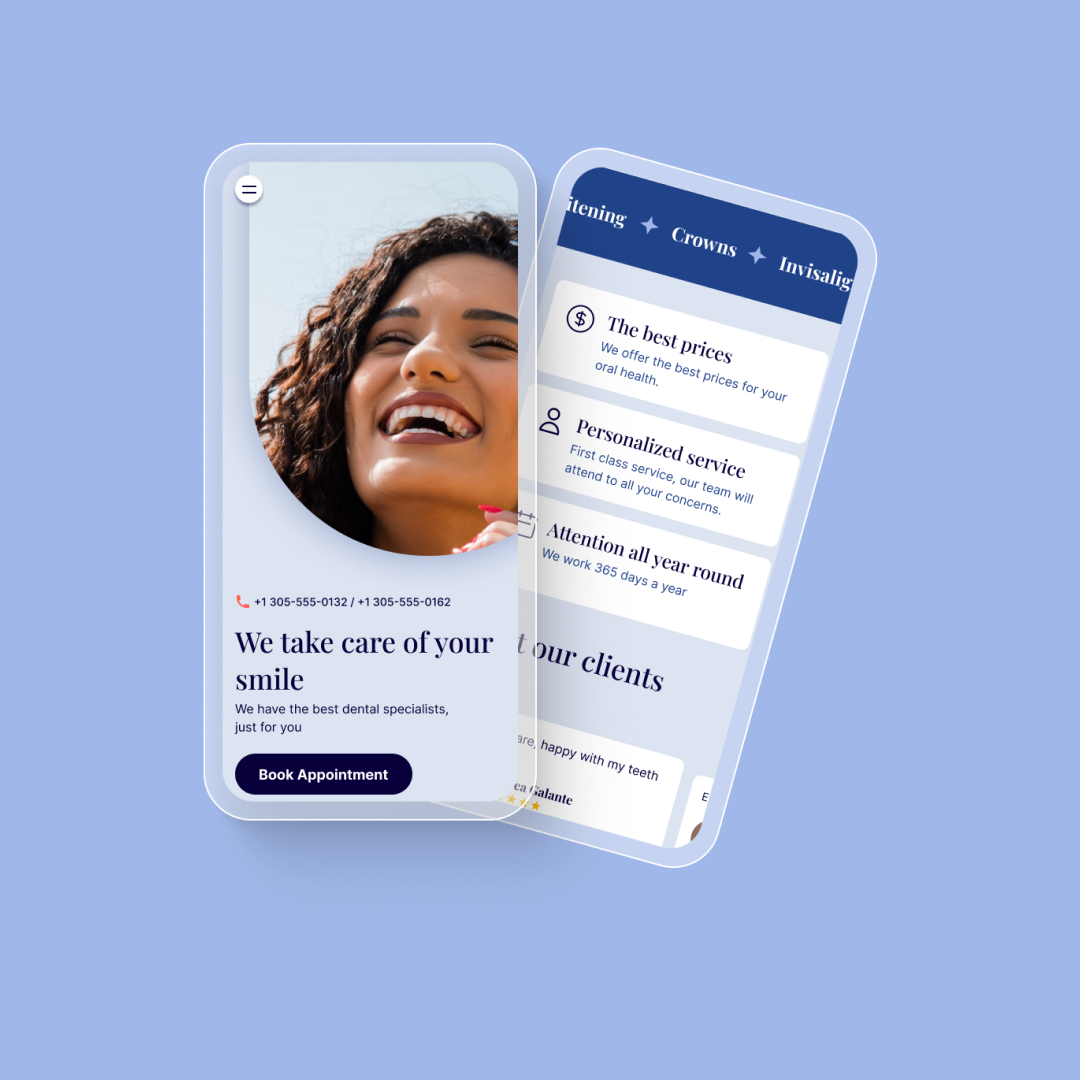 +1 305-555-0132 / +1 305-555-0162
We take care of your
smile
We have the best dental specialists,
just for you
Book Appointment
itening Crowns Invisalig
The best prices
We offer the best prices for your
oral health.
Personalized service
First class service, our team will
attend to all your concerns.
Attention all year round
We work 365 days a year
t our clients
are, happy with my teeth
ea Galante
E